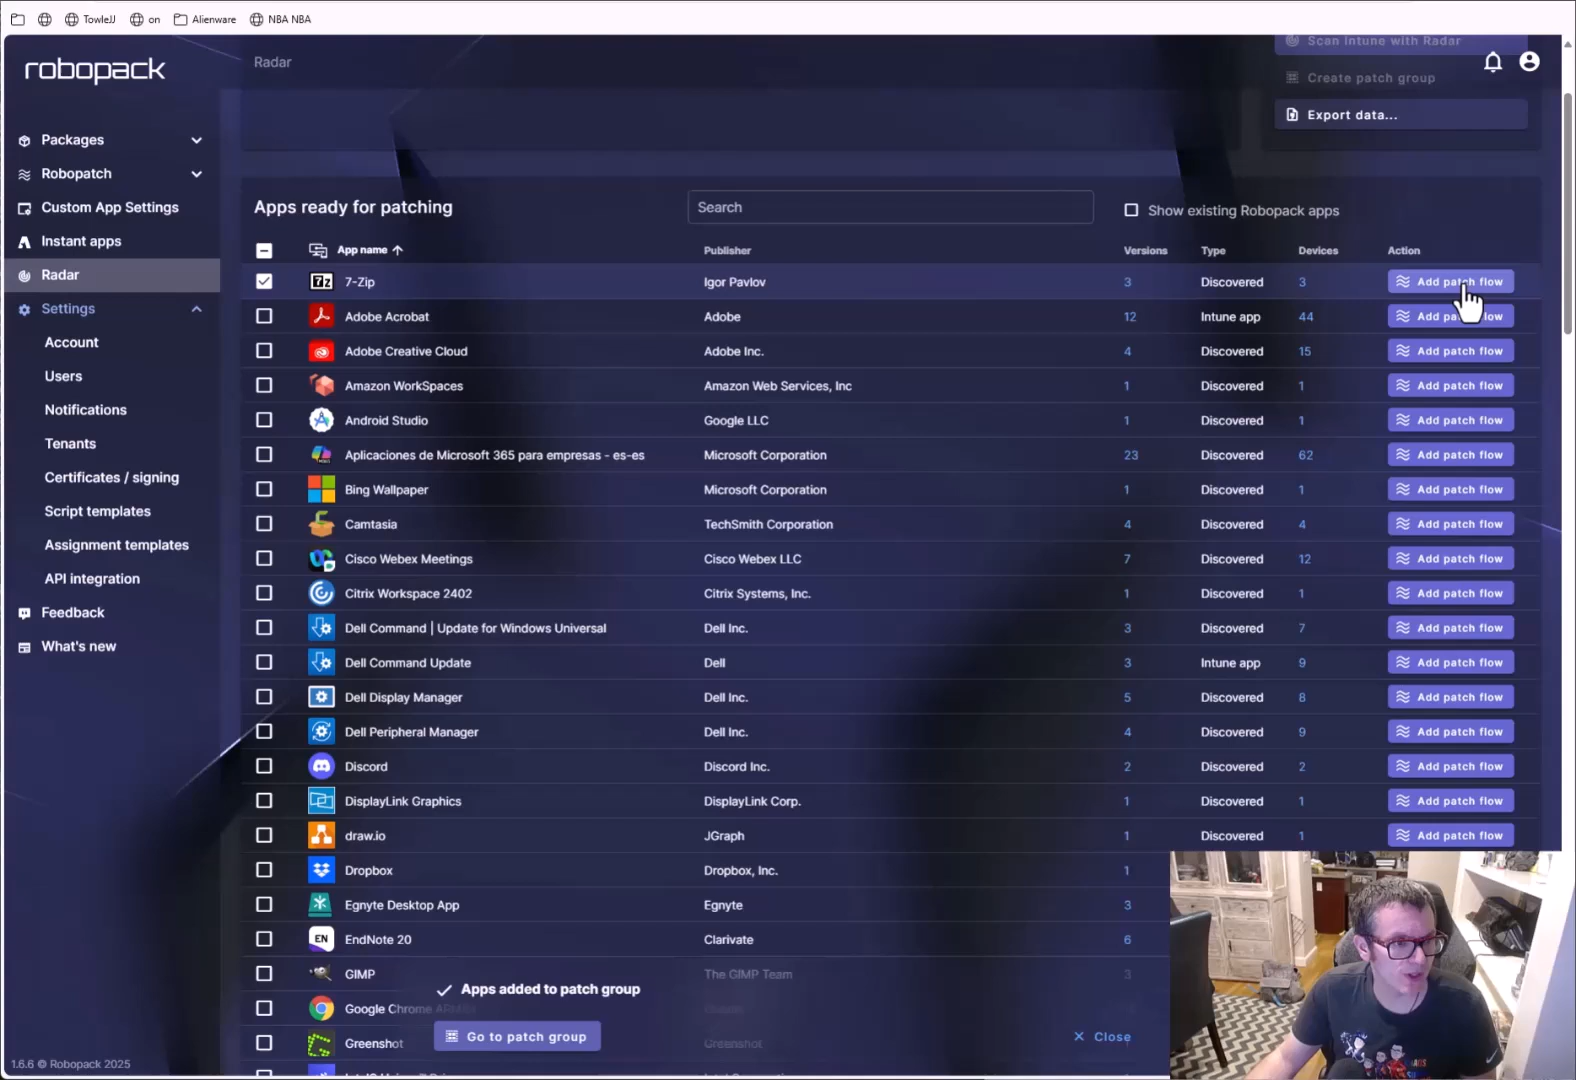 TowleJJ on Alienware NBA NBA
robopack
Radar
Scan Intune with Radar
Create patch group
Export data...
Packages
Robopatch
Custom App Settings
Instant apps
Radar
Settings
Account
Users
Notifications
Tenants
Certificates / signing
Script templates
Assignment templates
API integration
Feedback
What's new
1.6.6 © Robopack 2025
Apps ready for patching
Search
Show existing Robopack apps
App name Publisher Versions Type Devices Action
7z 7-Zip Igor Pavlov 3 Discovered 3 Add patch flow
Adobe Acrobat Adobe 12 Intune app 44 Add flow
Adobe Creative Cloud Adobe Inc. 4 Discovered 15 Add patch flow
Amazon WorkSpaces Amazon Web Services, Inc 1 Discovered 1 Add patch flow
Android Studio Google LLC 1 Discovered 1 Add patch flow
Aplicaciones de Microsoft 365 para empresas - es-es Microsoft Corporation 23 Discovered 62 Add patch flow
Bing Wallpaper Microsoft Corporation 1 Discovered 1 Add patch flow
Camtasia TechSmith Corporation 4 Discovered 4 Add patch flow
Cisco Webex Meetings Cisco Webex LLC 7 Discovered 12 Add patch flow
Citrix Workspace 2402 Citrix Systems, Inc. 1 Discovered 1 Add patch flow
Dell Command | Update for Windows Universal Dell Inc. 3 Discovered 7 Add patch flow
Dell Command Update Dell 3 Intune app 9 Add patch flow
Dell Display Manager Dell Inc. 5 Discovered 8 Add patch flow
Dell Peripheral Manager Dell Inc. 4 Discovered 9 Add patch flow
Discord Discord Inc. 2 Discovered 2 Add patch flow
DisplayLink Graphics DisplayLink Corp. 1 Discovered 1 Add patch flow
draw.io JGraph 1 Discovered 1 Add patch flow
Dropbox Dropbox, Inc. 1
Egnyte Desktop App Egnyte 3
EN EndNote 20 Clarivate 6
GIMP The GIMP Team 3
Google Chrome
Greenshot Greenshot
Apps added to patch group
Go to patch group
Close